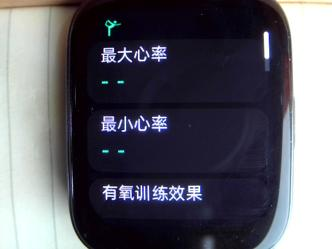 最大心率
--
最小心率
--
有氧训练效果